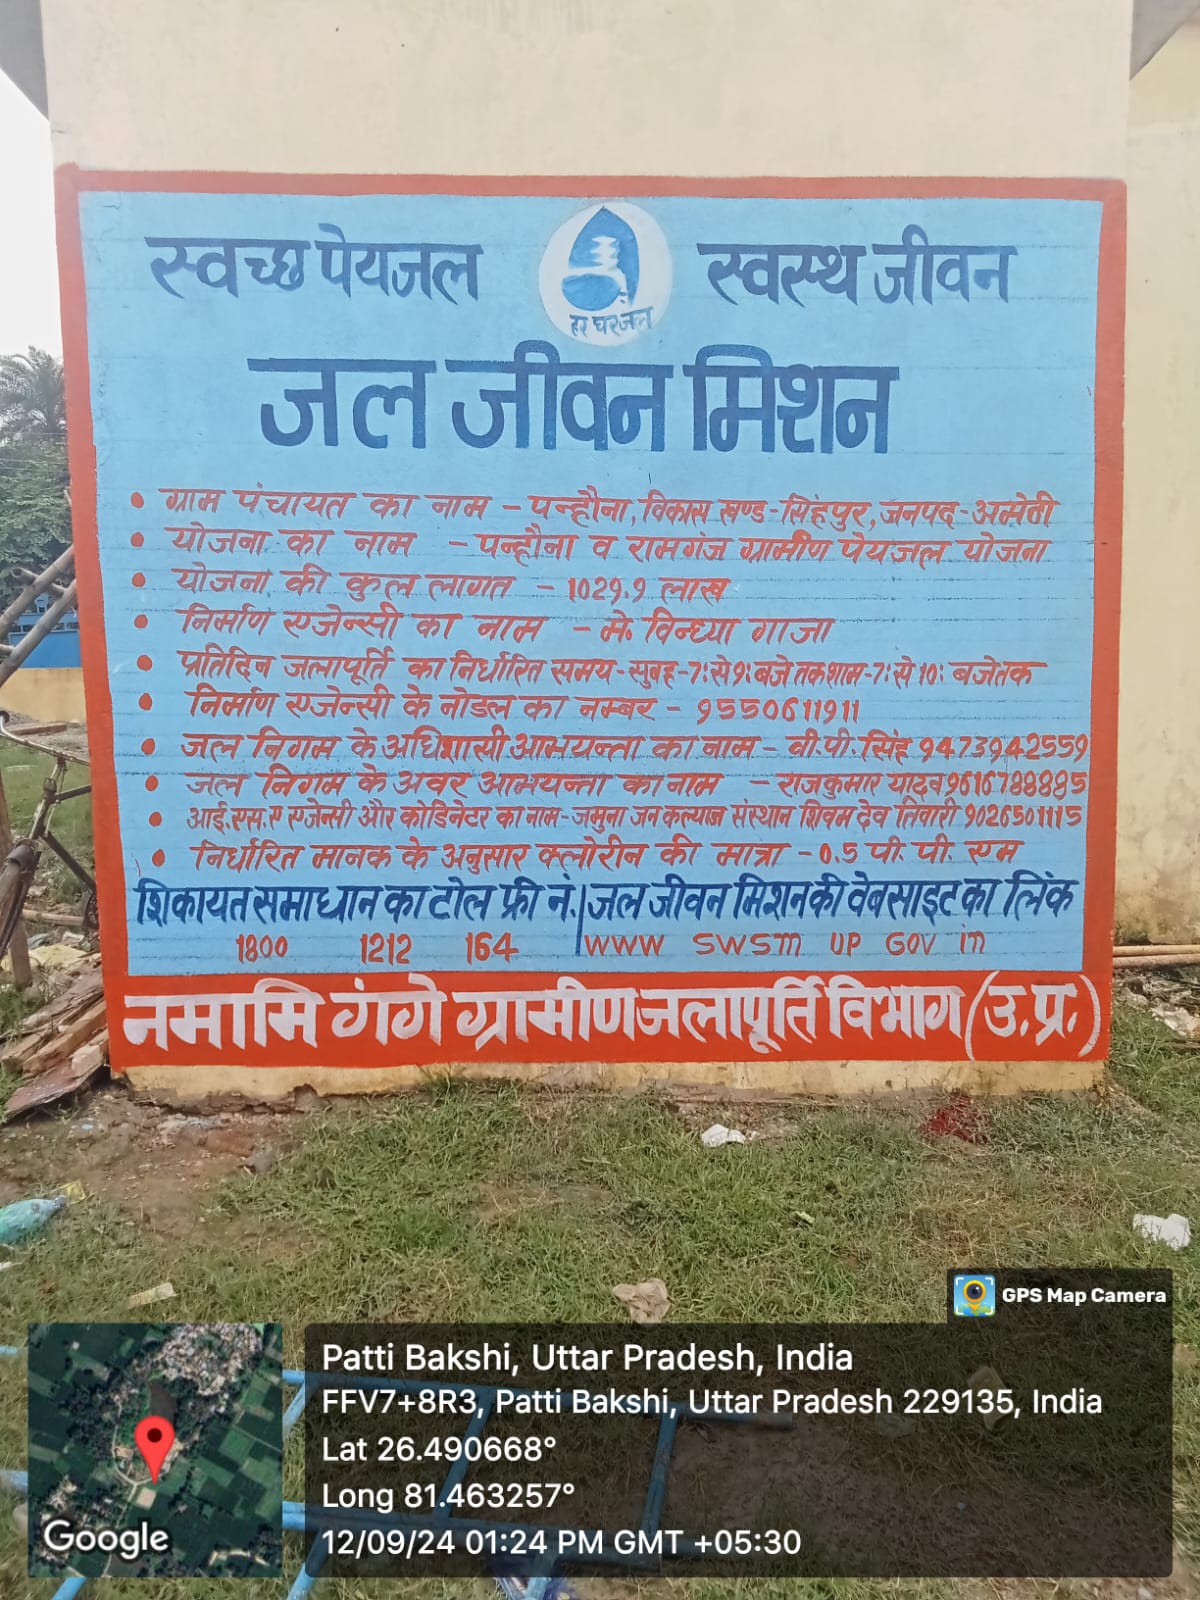 स्वच्छ पेयजल स्वस्थ जीवन
हर घर जल
जल जीवन मिशन
• ग्राम पंचायत का नाम - पन्हौना, विकास खण्ड-सिंहपुर, जनपद-अमेठी
• योजना का नाम - पन्हौना व रामगंज ग्रामीण पेयजल योजना
• योजना की कुल लागत - 1029.9 लाख
• निर्माण एजेन्सी का नाम - मे. विन्ध्या गाजा
• प्रतिदिन जलापूर्ति का निर्धारित समय-सुबह-7:से 9:बजे तक शाम-7:से 10: बजे तक
• निर्माण एजेन्सी के नोडल का नम्बर - 9550611911
• जल निगम के अधिशासी आभयन्ता का नाम - वी.पी. सिंह 9473942559
• जल निगम के अवर आभयन्ता का नाम - राजकुमार यादव 9616788885
• आई.एस.ए एजेन्सी और कोडिनेटर का नाम-जमुना जन कल्यान संस्थान शिवम देव तिवारी 9026501115
• निर्धारित मानक के अनुसार क्लोरीन की मात्रा - 0.5 पी. पी. एम
शिकायत समाधान का टोल फ्री नं. | जल जीवन मिशन की वेबसाइट का लिंक
1800 1212 164 | www swsm up Gov in
नमामि गंगे ग्रामीण जलापूर्ति विभाग (उ.प्र.)
GPS Map Camera
Patti Bakshi, Uttar Pradesh, India
FFV7+8R3, Patti Bakshi, Uttar Pradesh 229135, India
Lat 26.490668°
Long 81.463257°
12/09/24 01:24 PM GMT +05:30
Google